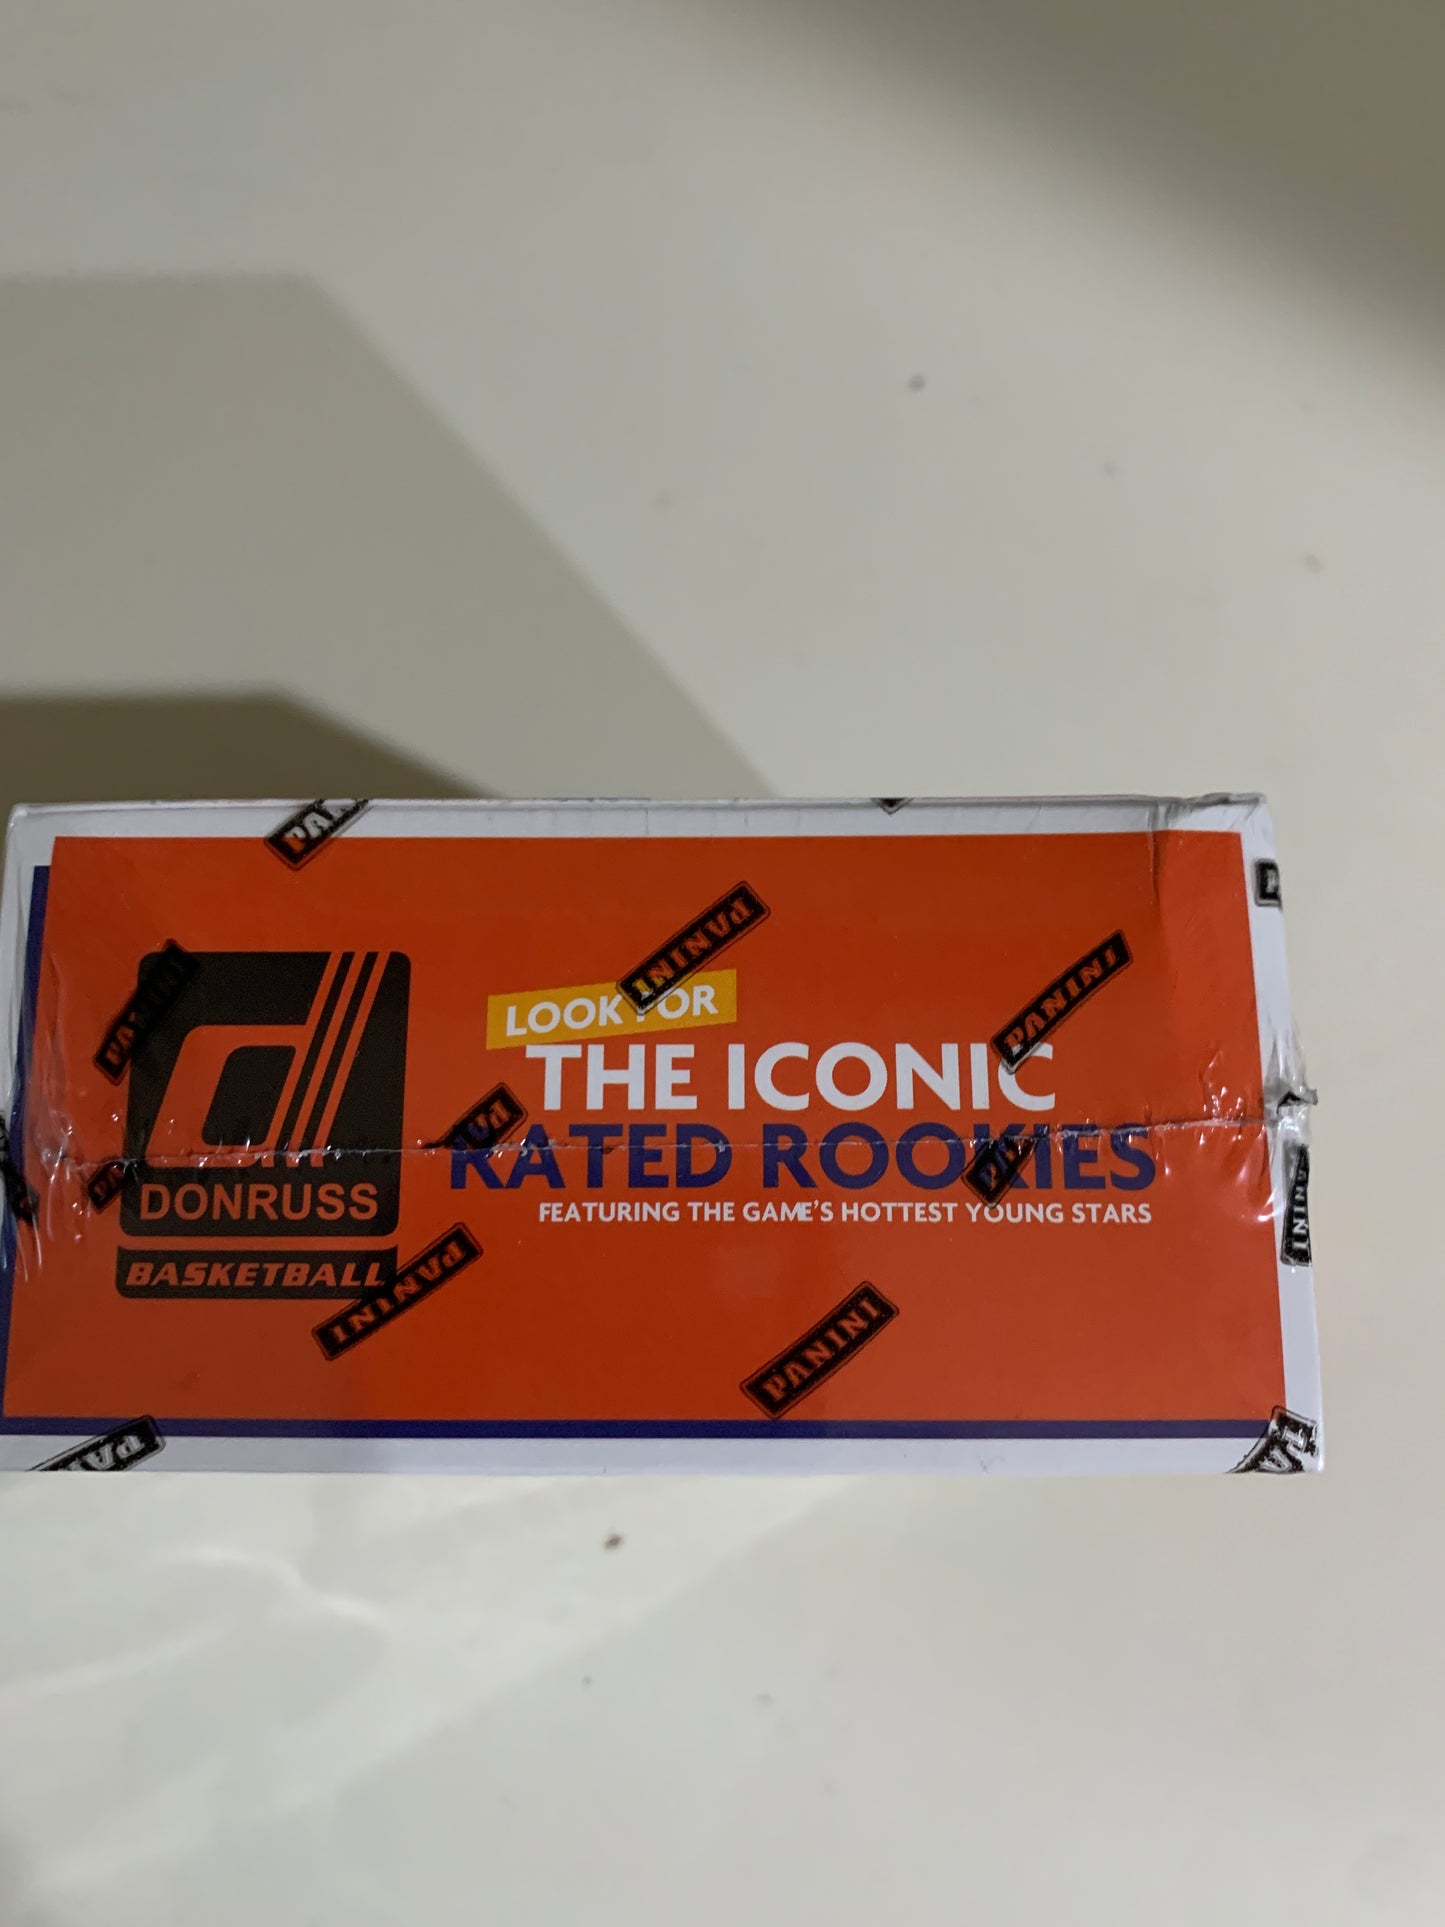 LOOK FOR
THE ICONIC
RATED ROOKIES
FEATURING THE GAME'S HOTTEST YOUNG STARS
DONRUSS
BASKETBALL
PANINI
PANINI
PANINI
PANINI
PANINI
PANINI